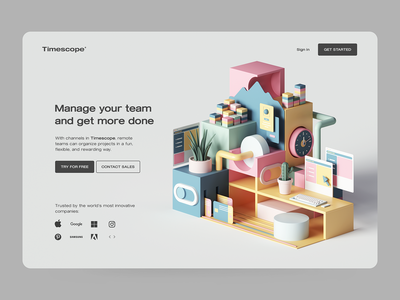 Timescope°
Sign in
GET STARTED
Manage your team
and get more done
With channels in Timescope, remote
teams can organize projects in a fun,
flexible, and rewarding way.
TRY FOR FREE
CONTACT SALES
Trusted by the world's most innovative
companies:
Google
SAMSUNG